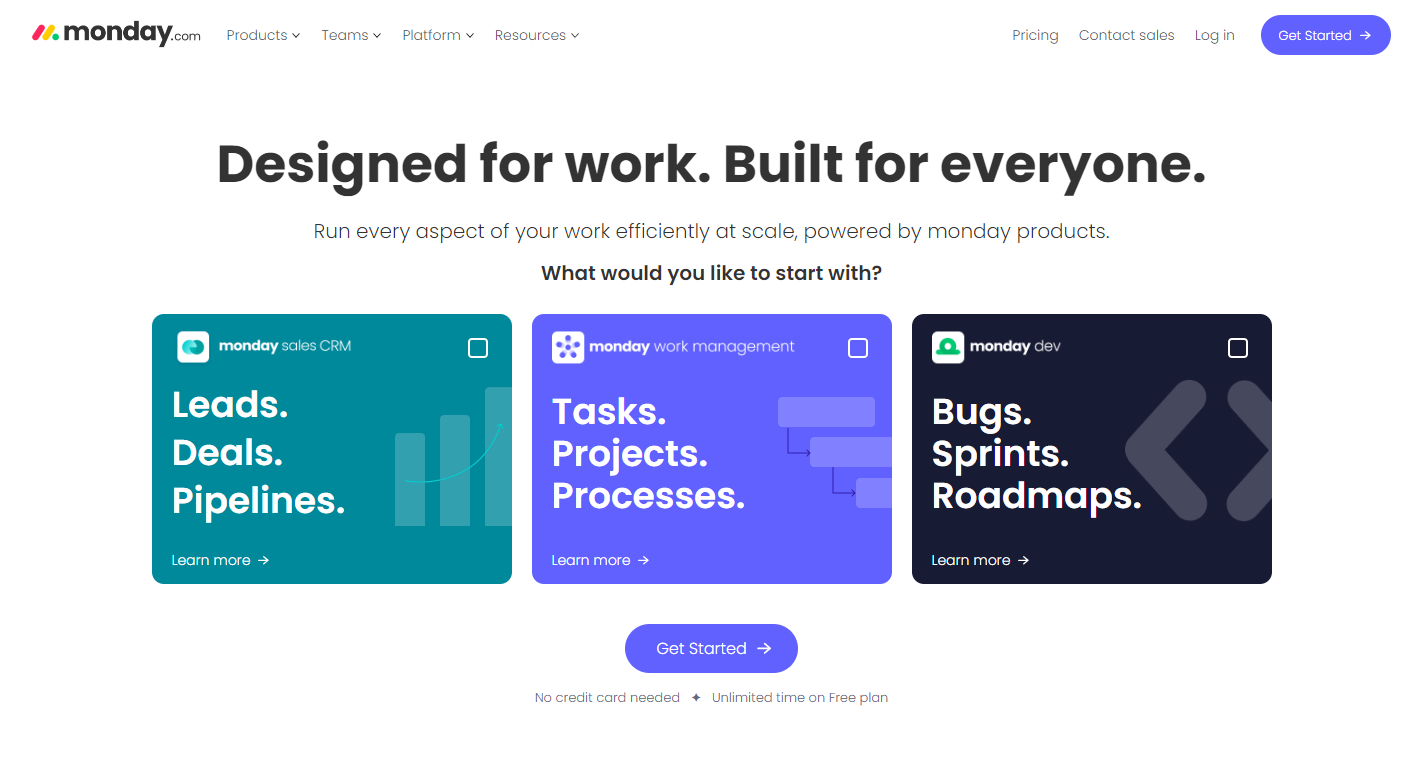 monday.com Products Teams Platform Resources Pricing Contact sales Log in Get Started →
Designed for work. Built for everyone.
Run every aspect of your work efficiently at scale, powered by monday products.
What would you like to start with?
monday sales CRM
Leads.
Deals.
Pipelines.
Learn more →
monday work management
Tasks.
Projects.
Processes.
Learn more →
monday dev
Bugs.
Sprints.
Roadmaps.
Learn more →
Get Started →
No credit card needed ✦ Unlimited time on Free plan